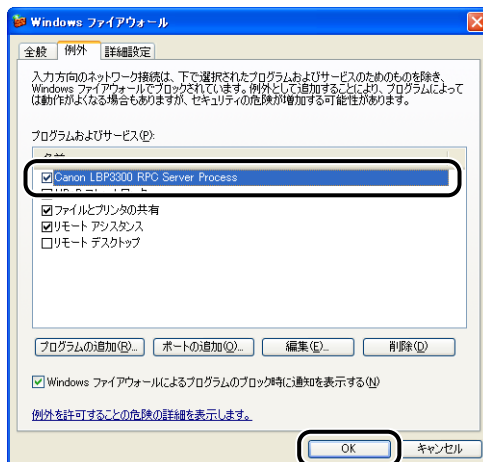 Windows ファイアウォール
全般 例外 詳細設定
入力方向のネットワーク接続は、下で選択されたプログラムおよびサービスのためのものを除き、
Windows ファイアウォールでブロックされています。例外として追加することにより、プログラムによって
は動作がよくなる場合もありますが、セキュリティの危険が増加する可能性があります。
プログラムおよびサービス(P):
Canon LBP3300 RPC Server Process
ファイルとプリンタの共有
リモート アシスタンス
リモート デスクトップ
プログラムの追加(R)... ポートの追加(O)... 編集(E)... 削除(D)
Windows ファイアウォールによるプログラムのブロック時に通知を表示する(N)
例外を許可することの危険の詳細を表示します。
OK キャンセル